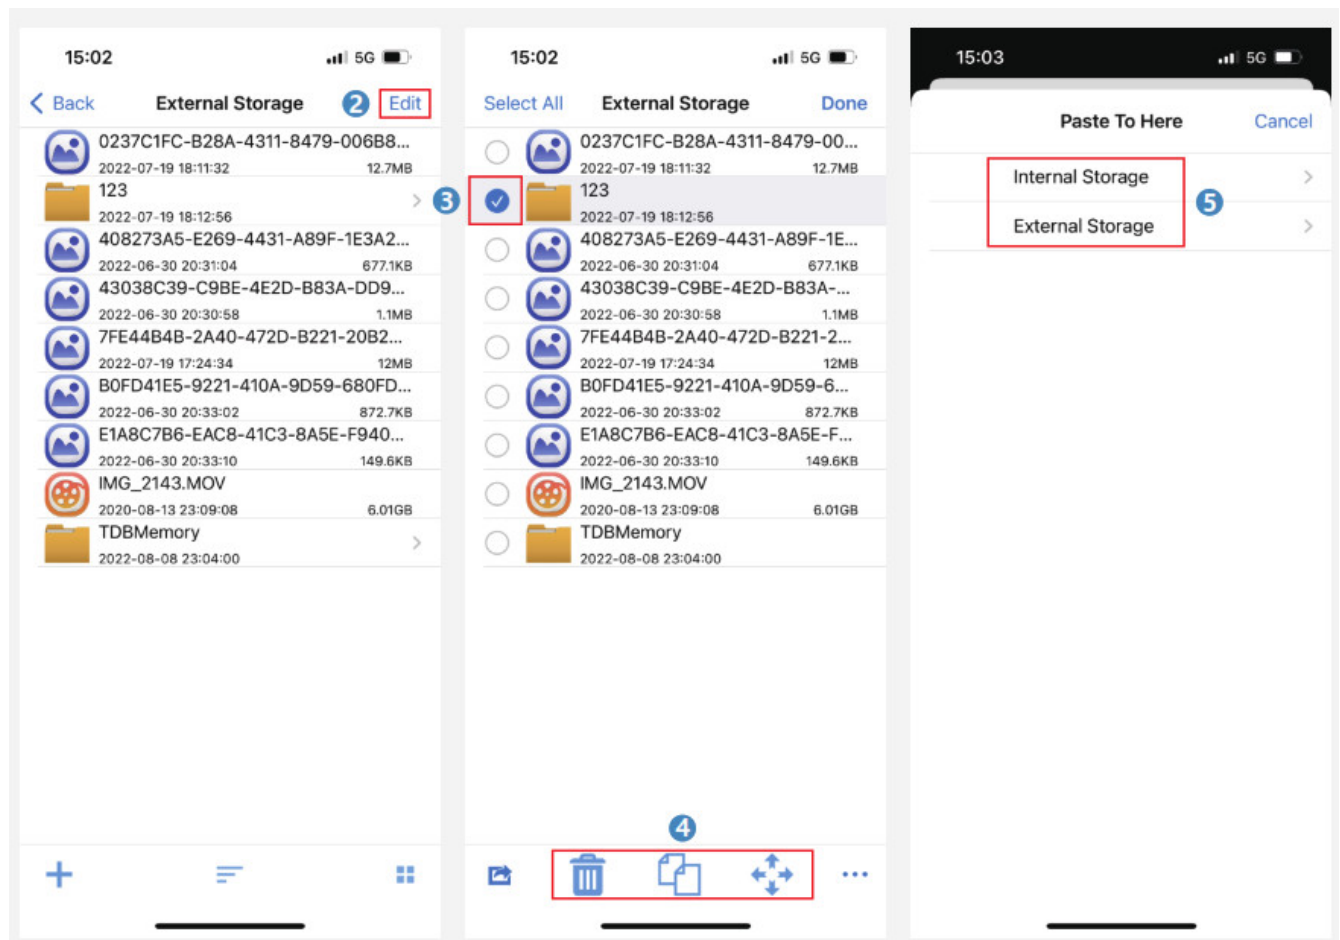 15:02
5G
Back
External Storage
2
Edit
0237C1FC-B28A-4311-8479-006B8...
2022-07-19 18:11:32 12.7MB
123
2022-07-19 18:12:56
408273A5-E269-4431-A89F-1E3A2...
2022-06-30 20:31:04 677.1KB
43038C39-C9BE-4E2D-B83A-DD9...
2022-06-30 20:30:58 1.1MB
7FE44B4B-2A40-472D-B221-20B2...
2022-07-19 17:24:34 12MB
B0FD41E5-9221-410A-9D59-680FD...
2022-06-30 20:33:02 872.7KB
E1A8C7B6-EAC8-41C3-8A5E-F940...
2022-06-30 20:33:10 149.6KB
IMG_2143.MOV
2020-08-13 23:09:08 6.01GB
TDBMemory
2022-08-08 23:04:00
15:02
5G
Select All
External Storage
Done
0237C1FC-B28A-4311-8479-00...
2022-07-19 18:11:32 12.7MB
3
123
2022-07-19 18:12:56
408273A5-E269-4431-A89F-1E...
2022-06-30 20:31:04 677.1KB
43038C39-C9BE-4E2D-B83A-...
2022-06-30 20:30:58 1.1MB
7FE44B4B-2A40-472D-B221-2...
2022-07-19 17:24:34 12MB
B0FD41E5-9221-410A-9D59-6...
2022-06-30 20:33:02 872.7KB
E1A8C7B6-EAC8-41C3-8A5E-F...
2022-06-30 20:33:10 149.6KB
IMG_2143.MOV
2020-08-13 23:09:08 6.01GB
TDBMemory
2022-08-08 23:04:00
4
15:03
5G
Paste To Here
Cancel
Internal Storage
5
External Storage